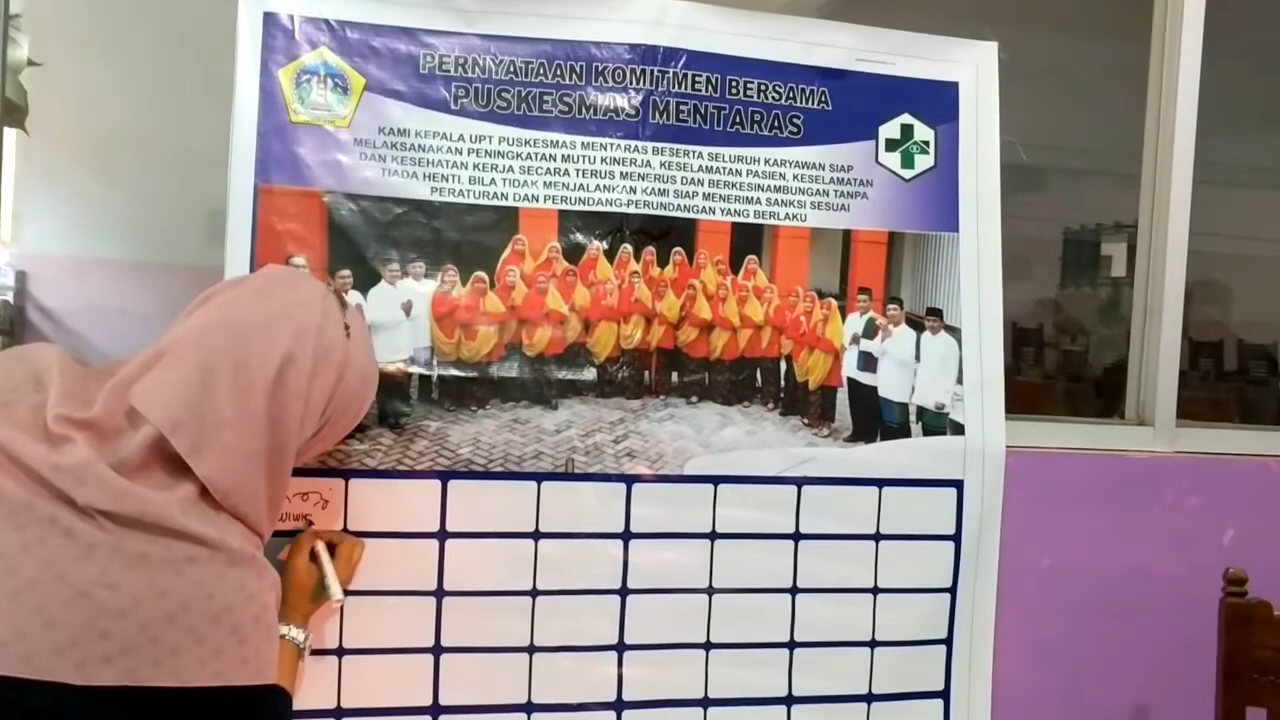 PERNYATAAN KOMITMEN BERSAMA
PUSKESMAS MENTARAS
KAMI KEPALA UPT PUSKESMAS MENTARAS BESERTA SELURUH KARYAWAN SIAP
MELAKSANAKAN PENINGKATAN MUTU KINERJA, KESELAMATAN PASIEN, KESELAMATAN
DAN KESEHATAN KERJA SECARA TERUS MENERUS DAN BERKESINAMBUNGAN TANPA
TIADA HENTI. BILA TIDAK MENJALANKAN KAMI SIAP MENERIMA SANKSI SESUAI
PERATURAN DAN PERUNDANG-PERUNDANGAN YANG BERLAKU